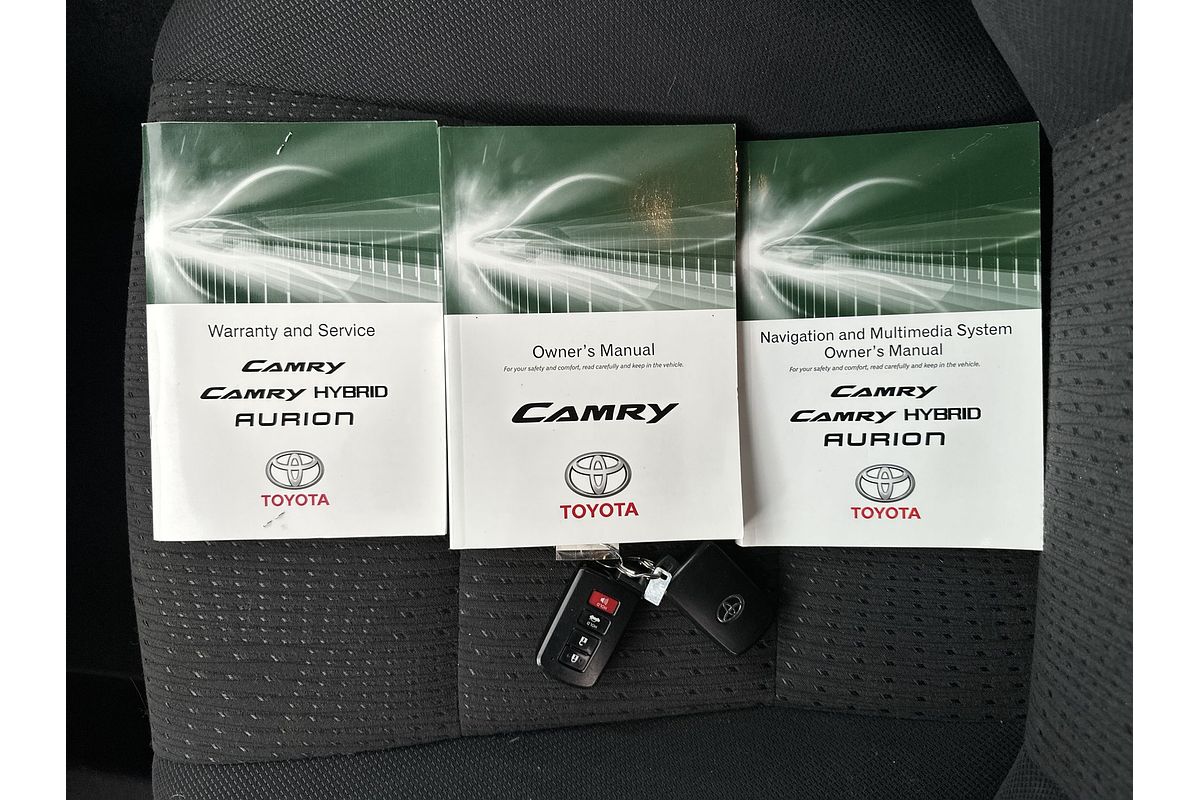 Warranty and Service
CAMRY
CAMRY HYBRID
AURION
TOYOTA
Owner's Manual
For your safety and comfort, read carefully and keep in the vehicle.
CAMRY
TOYOTA
Navigation and Multimedia System
Owner's Manual
For your safety and comfort, read carefully and keep in the vehicle.
CAMRY
CAMRY HYBRID
AURION
TOYOTA
HOLD
HOLD